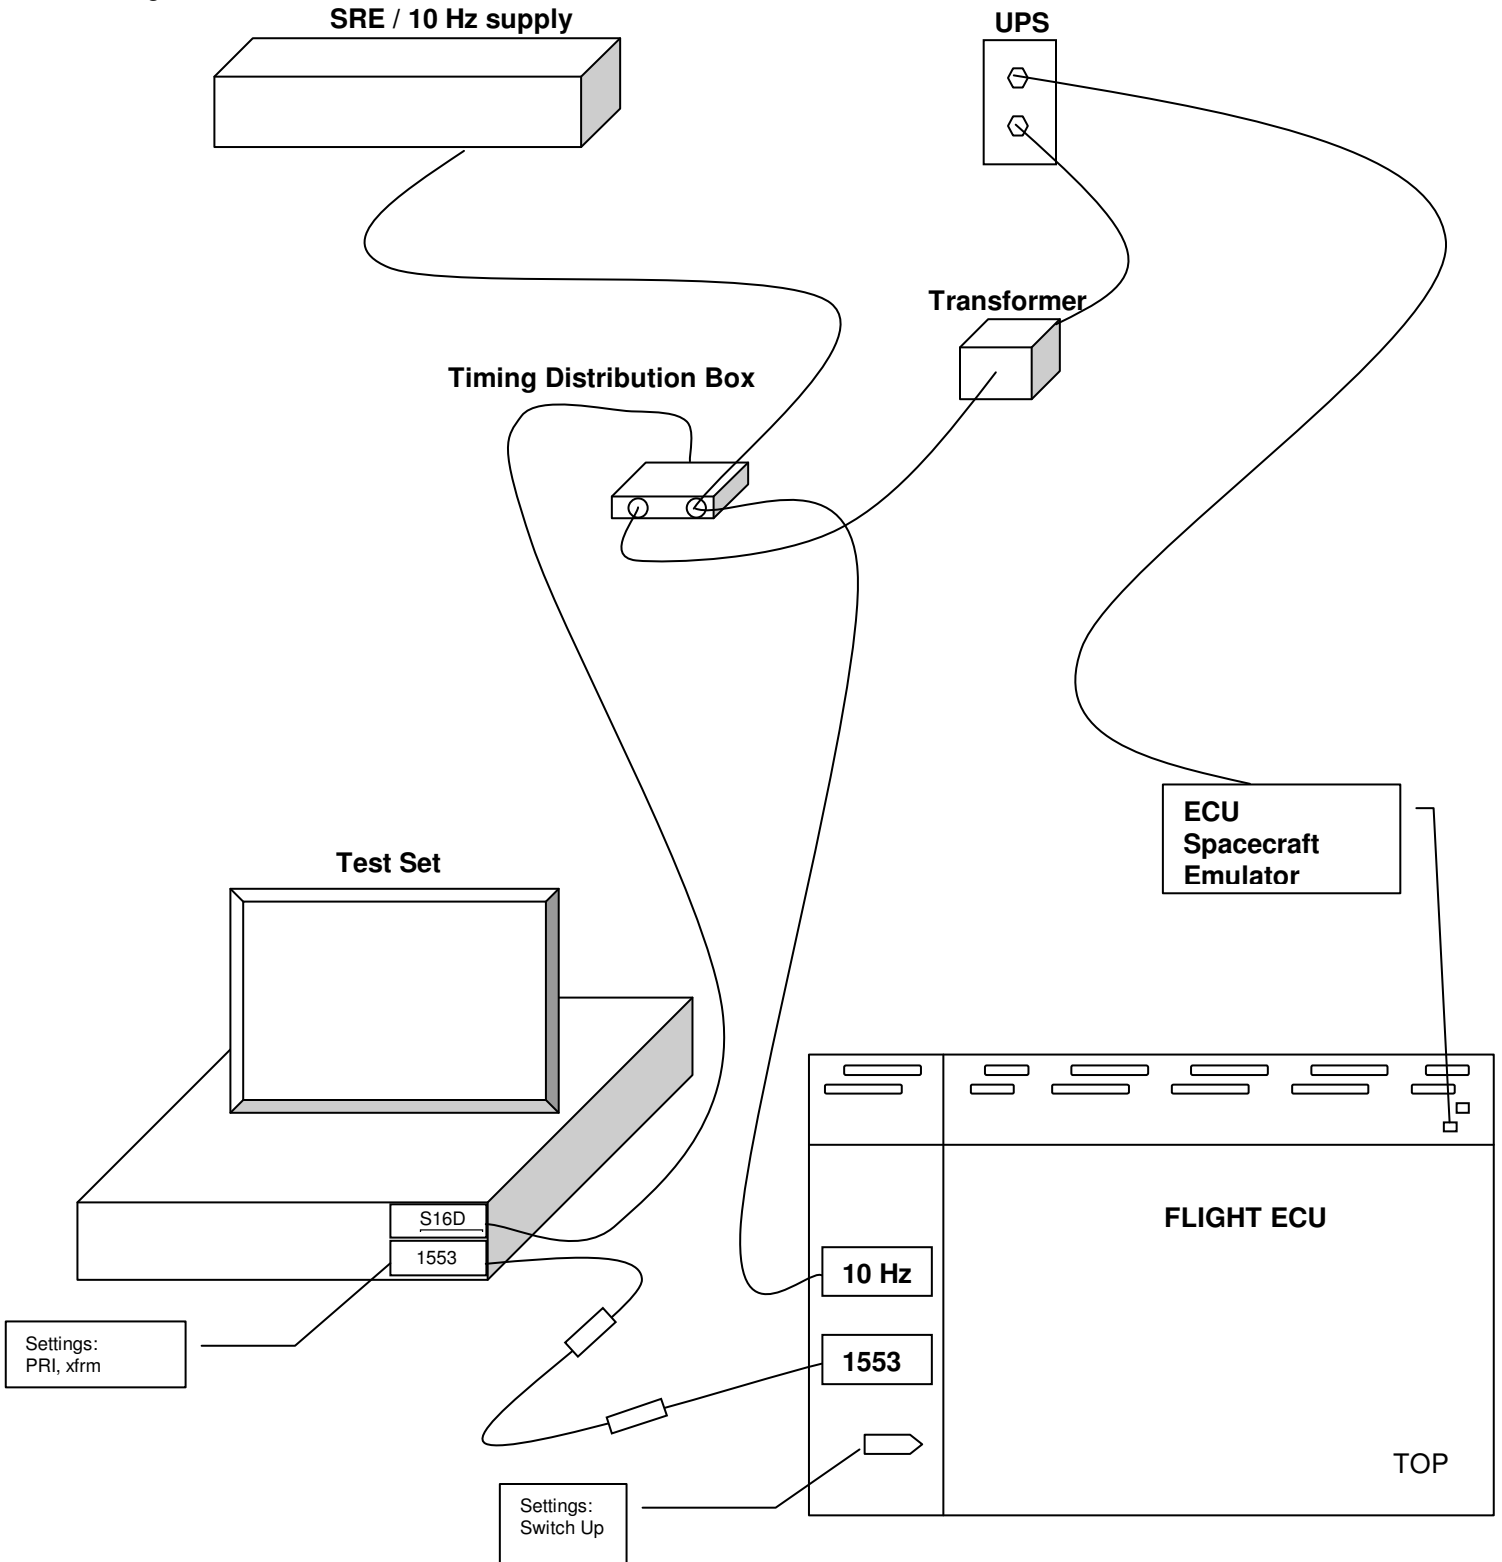 SRE / 10 Hz supply
UPS
Transformer
Timing Distribution Box
ECU
Spacecraft
Emulator
Test Set
S16D
1553
FLIGHT ECU
10 Hz
1553
Settings:
PRI, xfrm
TOP
Settings:
Switch Up